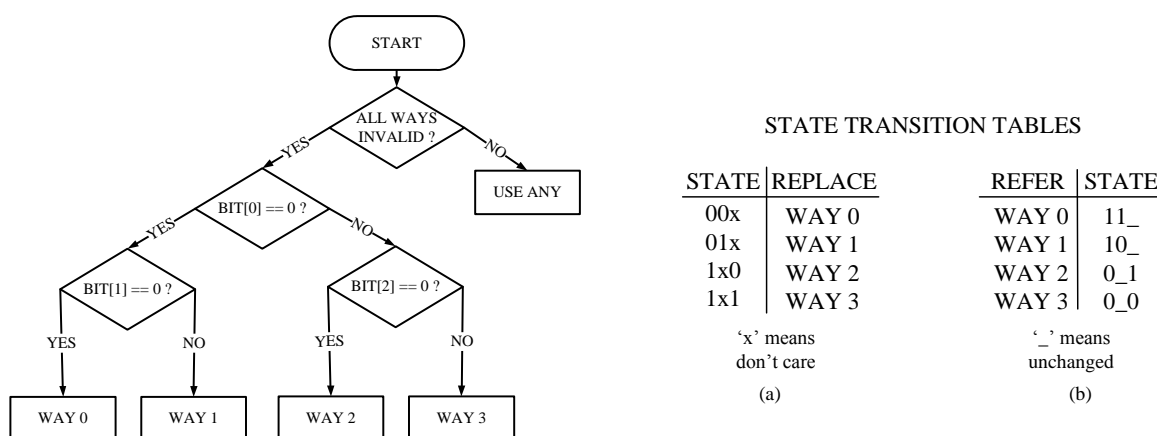 START
ALL WAYS
INVALID ?
YES
NO
USE ANY
BIT[0] == 0 ?
YES
NO
BIT[1] == 0 ?
BIT[2] == 0 ?
YES
NO
YES
NO
WAY 0
WAY 1
WAY 2
WAY 3
STATE TRANSITION TABLES
STATE REPLACE
00x WAY 0
01x WAY 1
1x0 WAY 2
1x1 WAY 3
‘x’ means
don’t care
(a)
REFER STATE
WAY 0 11_
WAY 1 10_
WAY 2 0_1
WAY 3 0_0
‘_’ means
unchanged
(b)